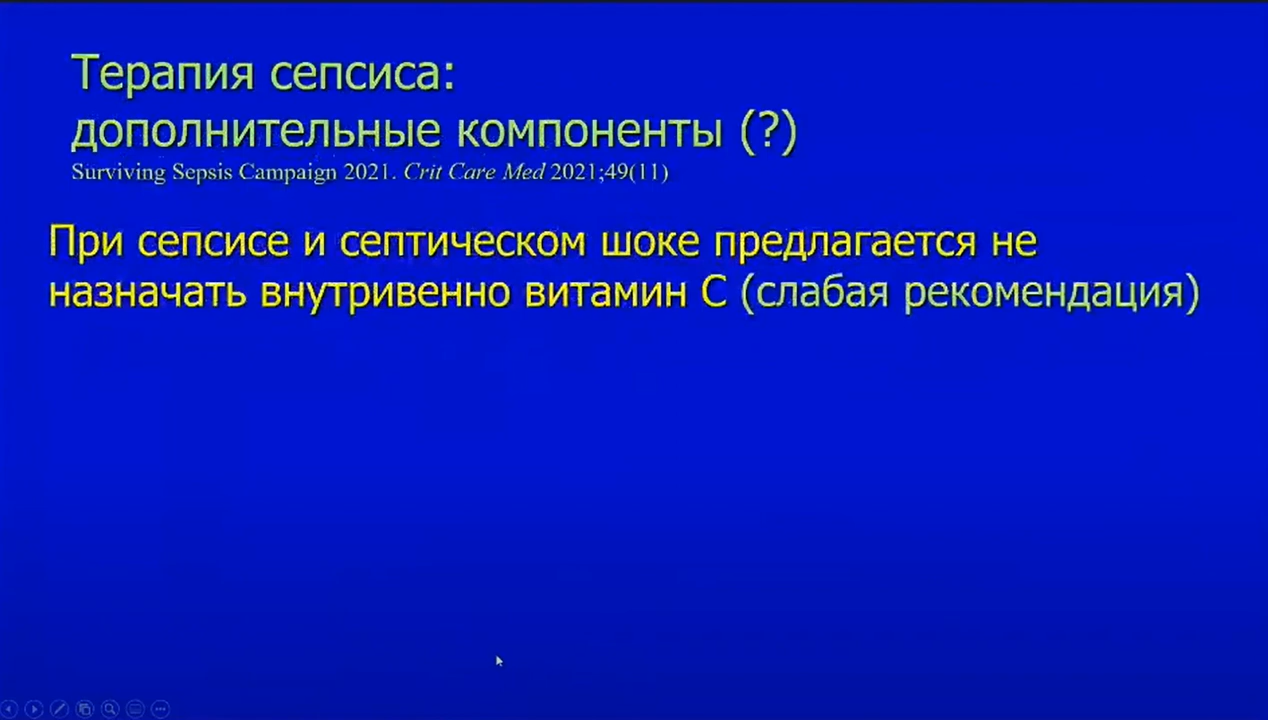 Терапия сепсиса:
дополнительные компоненты (?)
Surviving Sepsis Campaign 2021. Crit Care Med 2021;49(11)
При сепсисе и септическом шоке предлагается не
назначать внутривенно витамин С (слабая рекомендация)